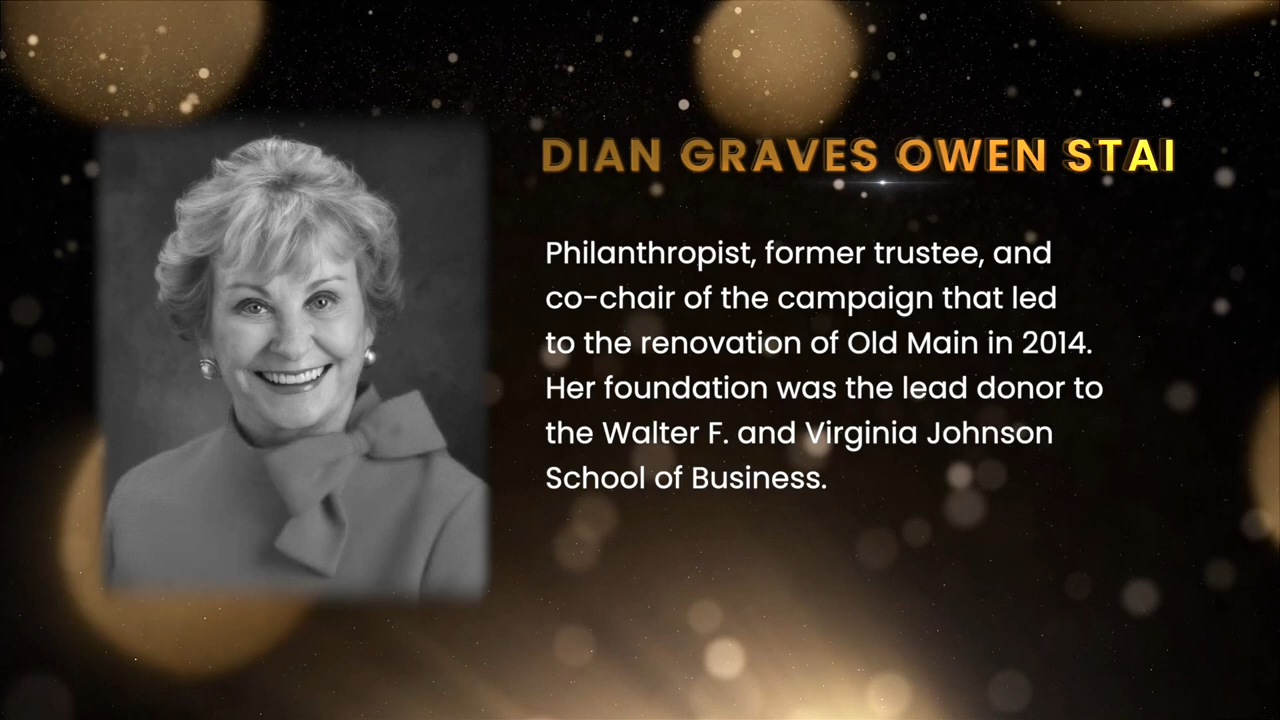 DIAN GRAVES OWEN STAI
Philanthropist, former trustee, and
co-chair of the campaign that led
to the renovation of Old Main in 2014.
Her foundation was the lead donor to
the Walter F. and Virginia Johnson
School of Business.